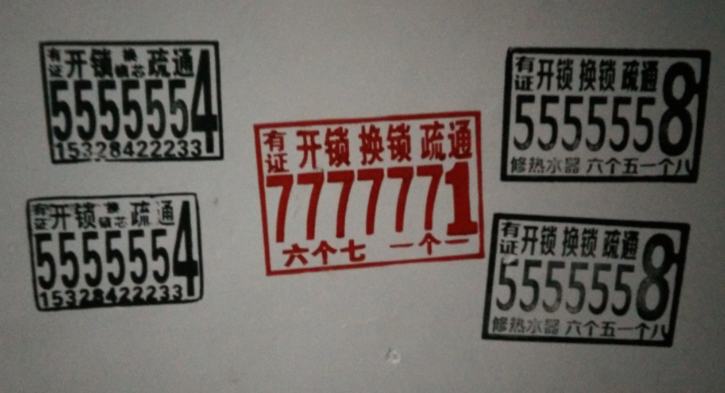 有证 开锁 换锁芯 疏通
5555554
15328422233
有证 开锁 换锁芯 疏通
5555554
15328422233
有证 开锁 换锁 疏通
7777771
六个七 一个一
有证 开锁 换锁 疏通
5555558
修热水器 六个五一个八
有证 开锁 换锁 疏通
5555558
修热水器 六个五一个八